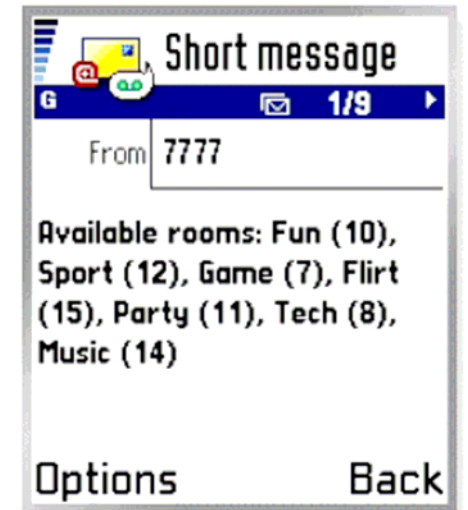 Short message
G 1/9
From 7777
Available rooms: Fun (10),
Sport (12), Game (7), Flirt
(15), Party (11), Tech (8),
Music (14)
Options Back